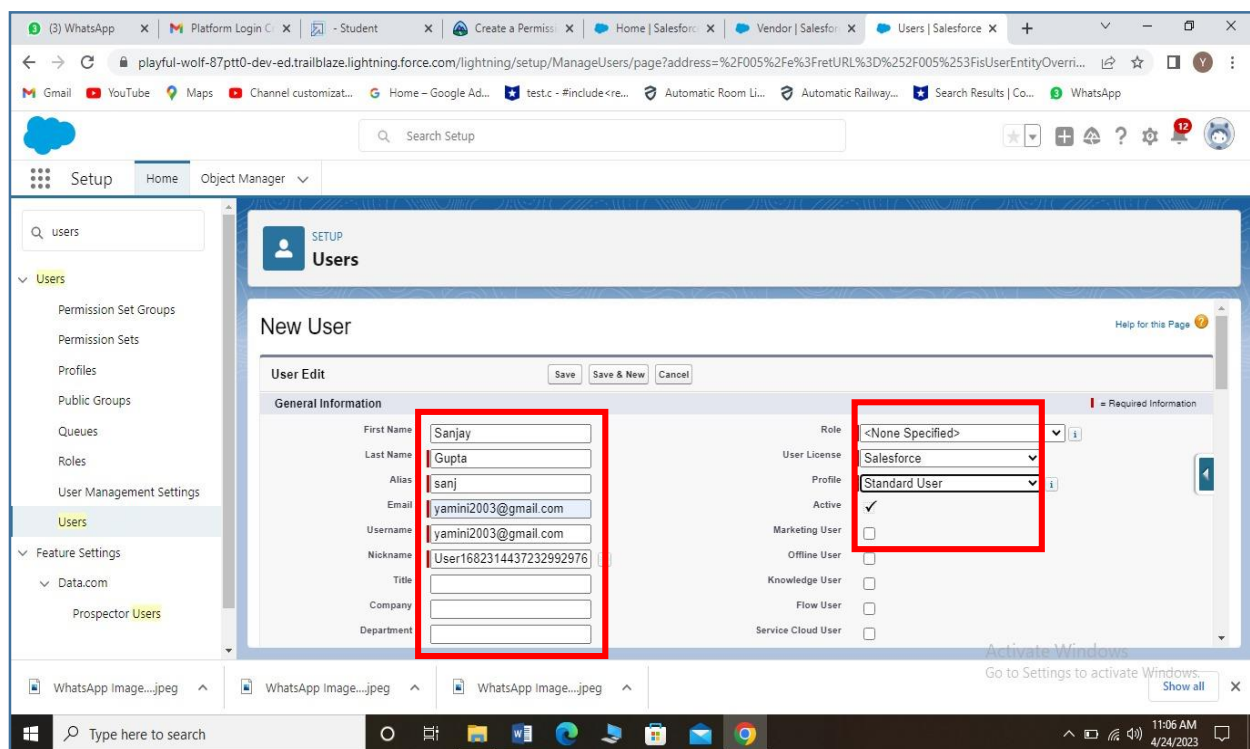 (3) WhatsApp
Platform Login C
- Student
Create a Permiss
Home | Salesforc
Vendor | Salesfor
Users | Salesforce
playful-wolf-87ptt0-dev-ed.trailblaze.lightning.force.com/lightning/setup/ManageUsers/page?address=%2F005%2Fe%3FretURL%3D%252F005%253FisUserEntityOverri...
Y
Gmail
YouTube
Maps
Channel customizat...
Home – Google Ad...
test.c - #include<re...
Automatic Room Li...
Automatic Railway...
Search Results | Co...
WhatsApp
Search Setup
12
Setup
Home
Object Manager
users
SETUP
Users
Users
Permission Set Groups
Permission Sets
Profiles
Public Groups
Queues
Roles
User Management Settings
Users
Feature Settings
Data.com
Prospector Users
New User
Help for this Page
User Edit
Save
Save & New
Cancel
General Information
= Required Information
First Name Sanjay
Last Name Gupta
Alias sanj
Email yamini2003@gmail.com
Username yamini2003@gmail.com
Nickname User1682314437232992976
Title
Company
Department
Role <None Specified>
User License Salesforce
Profile Standard User
Active
Marketing User
Offline User
Knowledge User
Flow User
Service Cloud User
Activate Windows
Go to Settings to activate Windows.
WhatsApp Image....jpeg
WhatsApp Image....jpeg
WhatsApp Image....jpeg
Show all
Type here to search
11:06 AM
4/24/2023